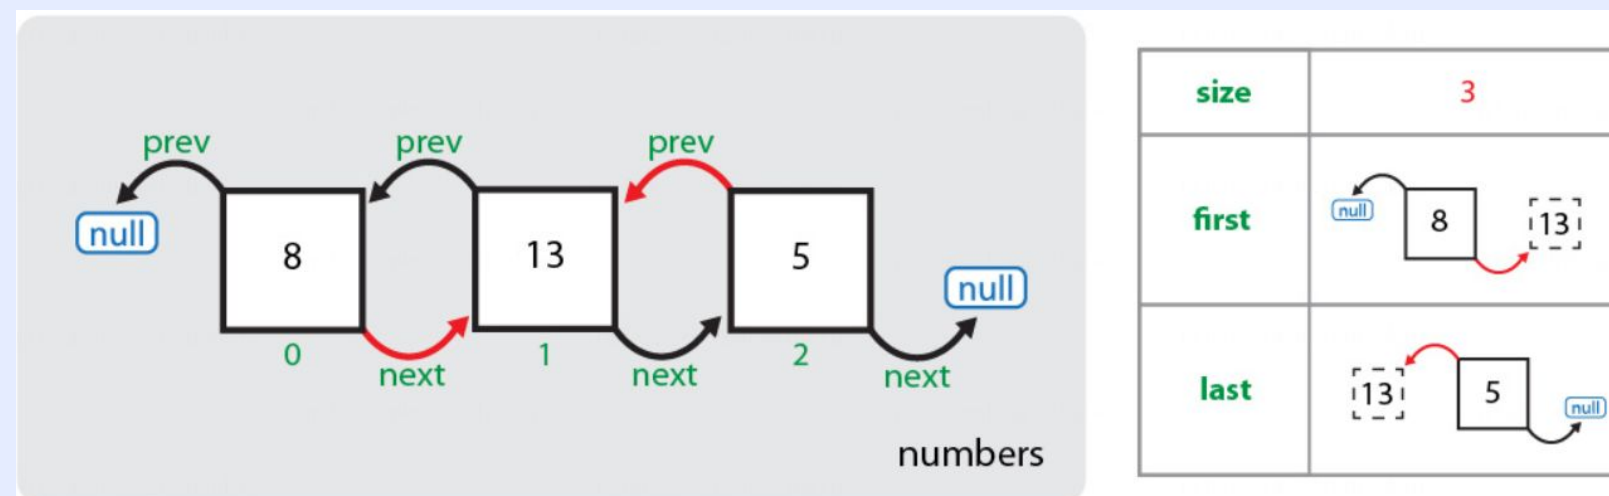 prev prev prev
null
8 13 5
null
0 1 2
next next next
numbers
size 3
first null 8 13
last 13 5 null